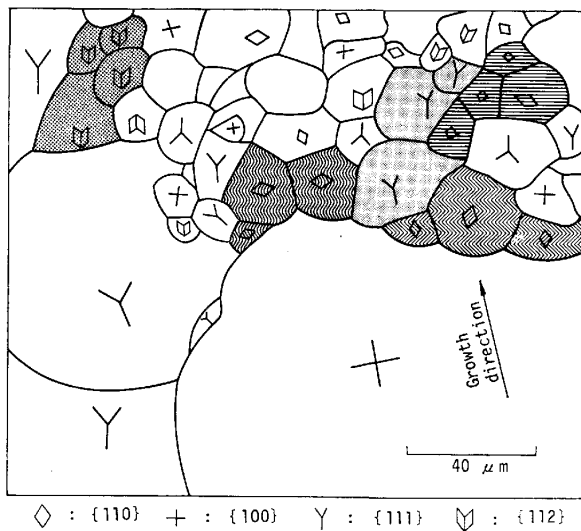 Growth
direction
40 μm
: {110} : {100} : {111} : {112}